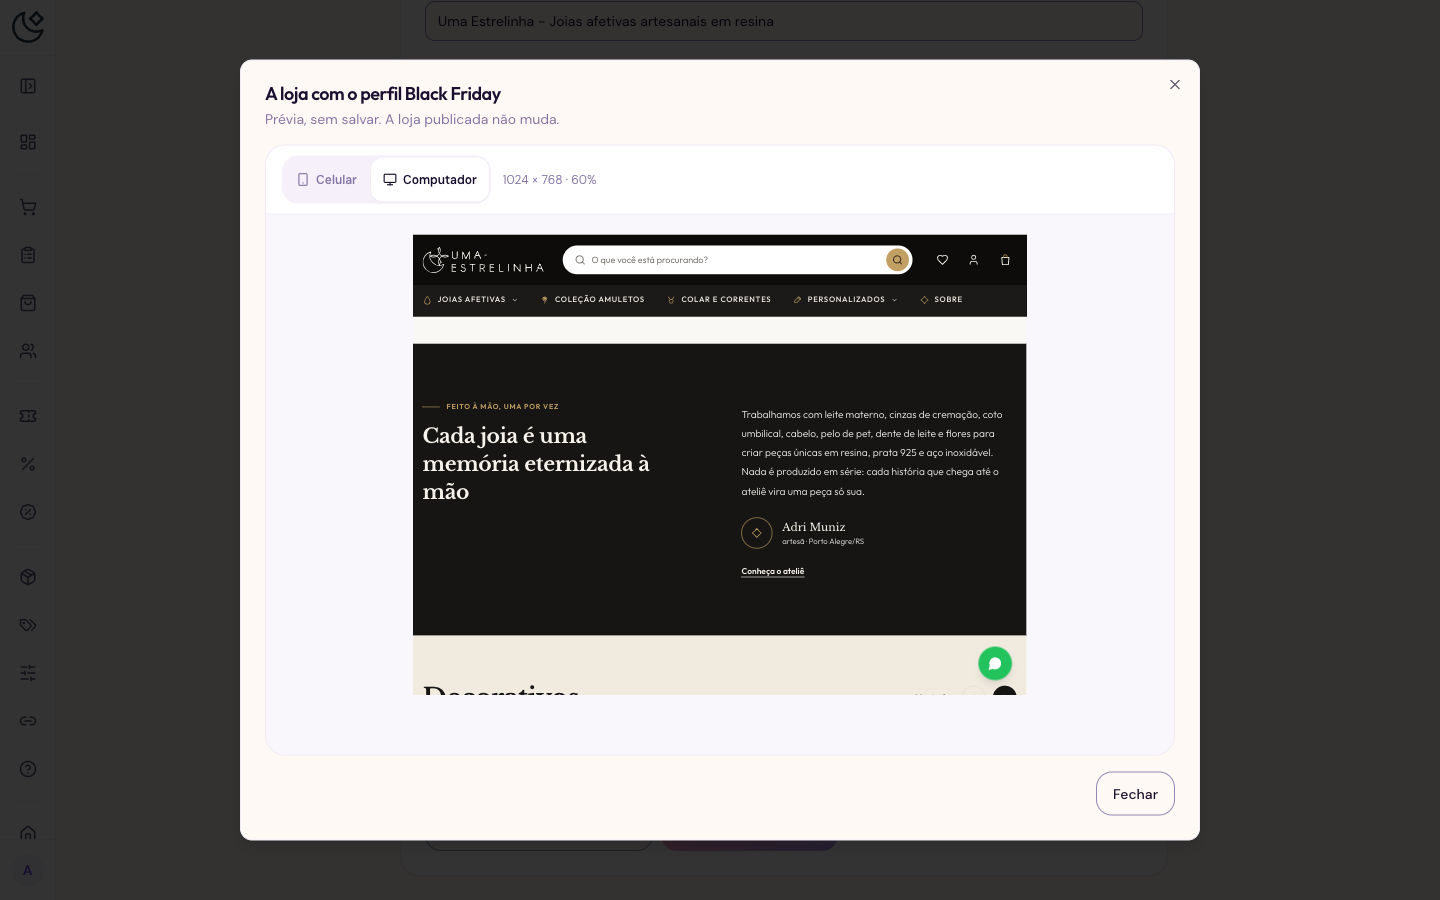 Uma Estrelinha - Joias afetivas artesanais em resina
A loja com o perfil Black Friday
Prévia, sem salvar. A loja publicada não muda.
Celular
Computador
1024 × 768 · 60%
UMA-
ESTRELINHA
O que você está procurando?
JOIAS AFETIVAS
COLEÇÃO AMULETOS
COLAR E CORRENTES
PERSONALIZADOS
SOBRE
FEITO À MÃO, UMA POR VEZ
Cada joia é uma
memória eternizada à
mão
Trabalhamos com leite materno, cinzas de cremação, coto
umbilical, cabelo, pelo de pet, dente de leite e flores para
criar peças únicas em resina, prata 925 e aço inoxidável.
Nada é produzido em série: cada história que chega até o
ateliê vira uma peça só sua.
Adri Muniz
artesã · Porto Alegre/RS
Conheça o ateliê
Decorativos
Fechar
A